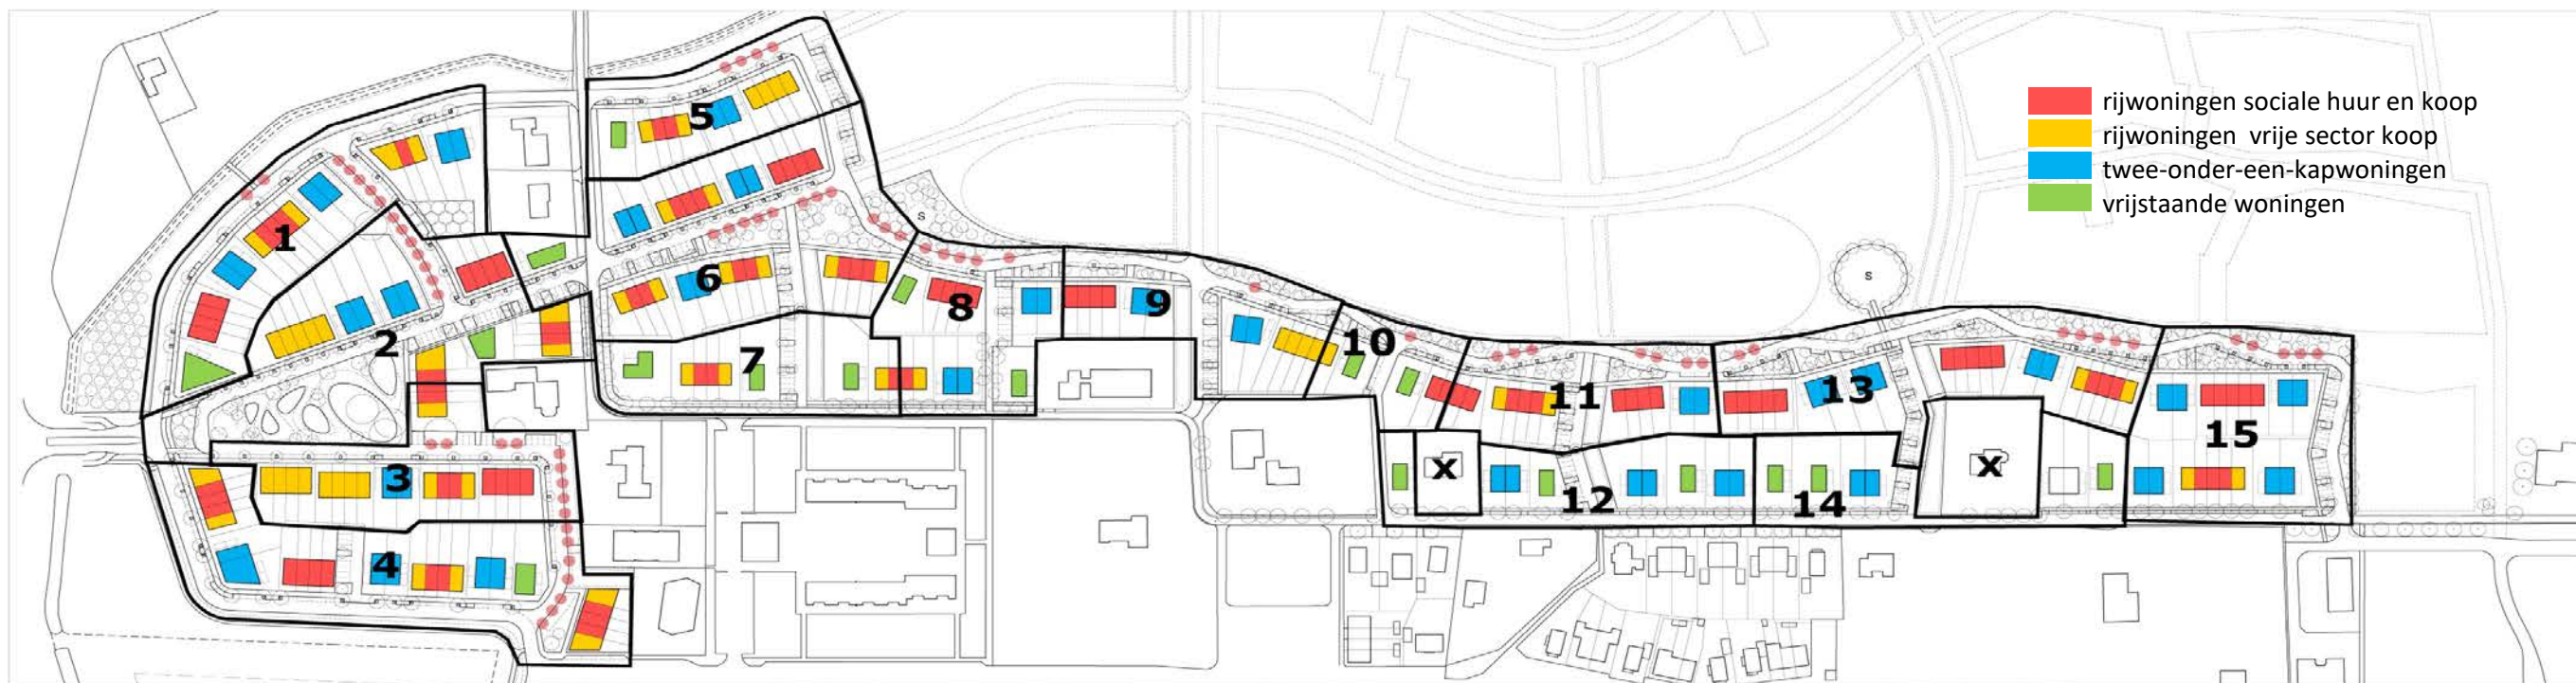 rijwoningen sociale huur en koop
rijwoningen vrije sector koop
twee-onder-een-kapwoningen
vrijstaande woningen
5
1
S
6
8
9
2
7
10
S
11
13
15
3
x
x
12
14
4